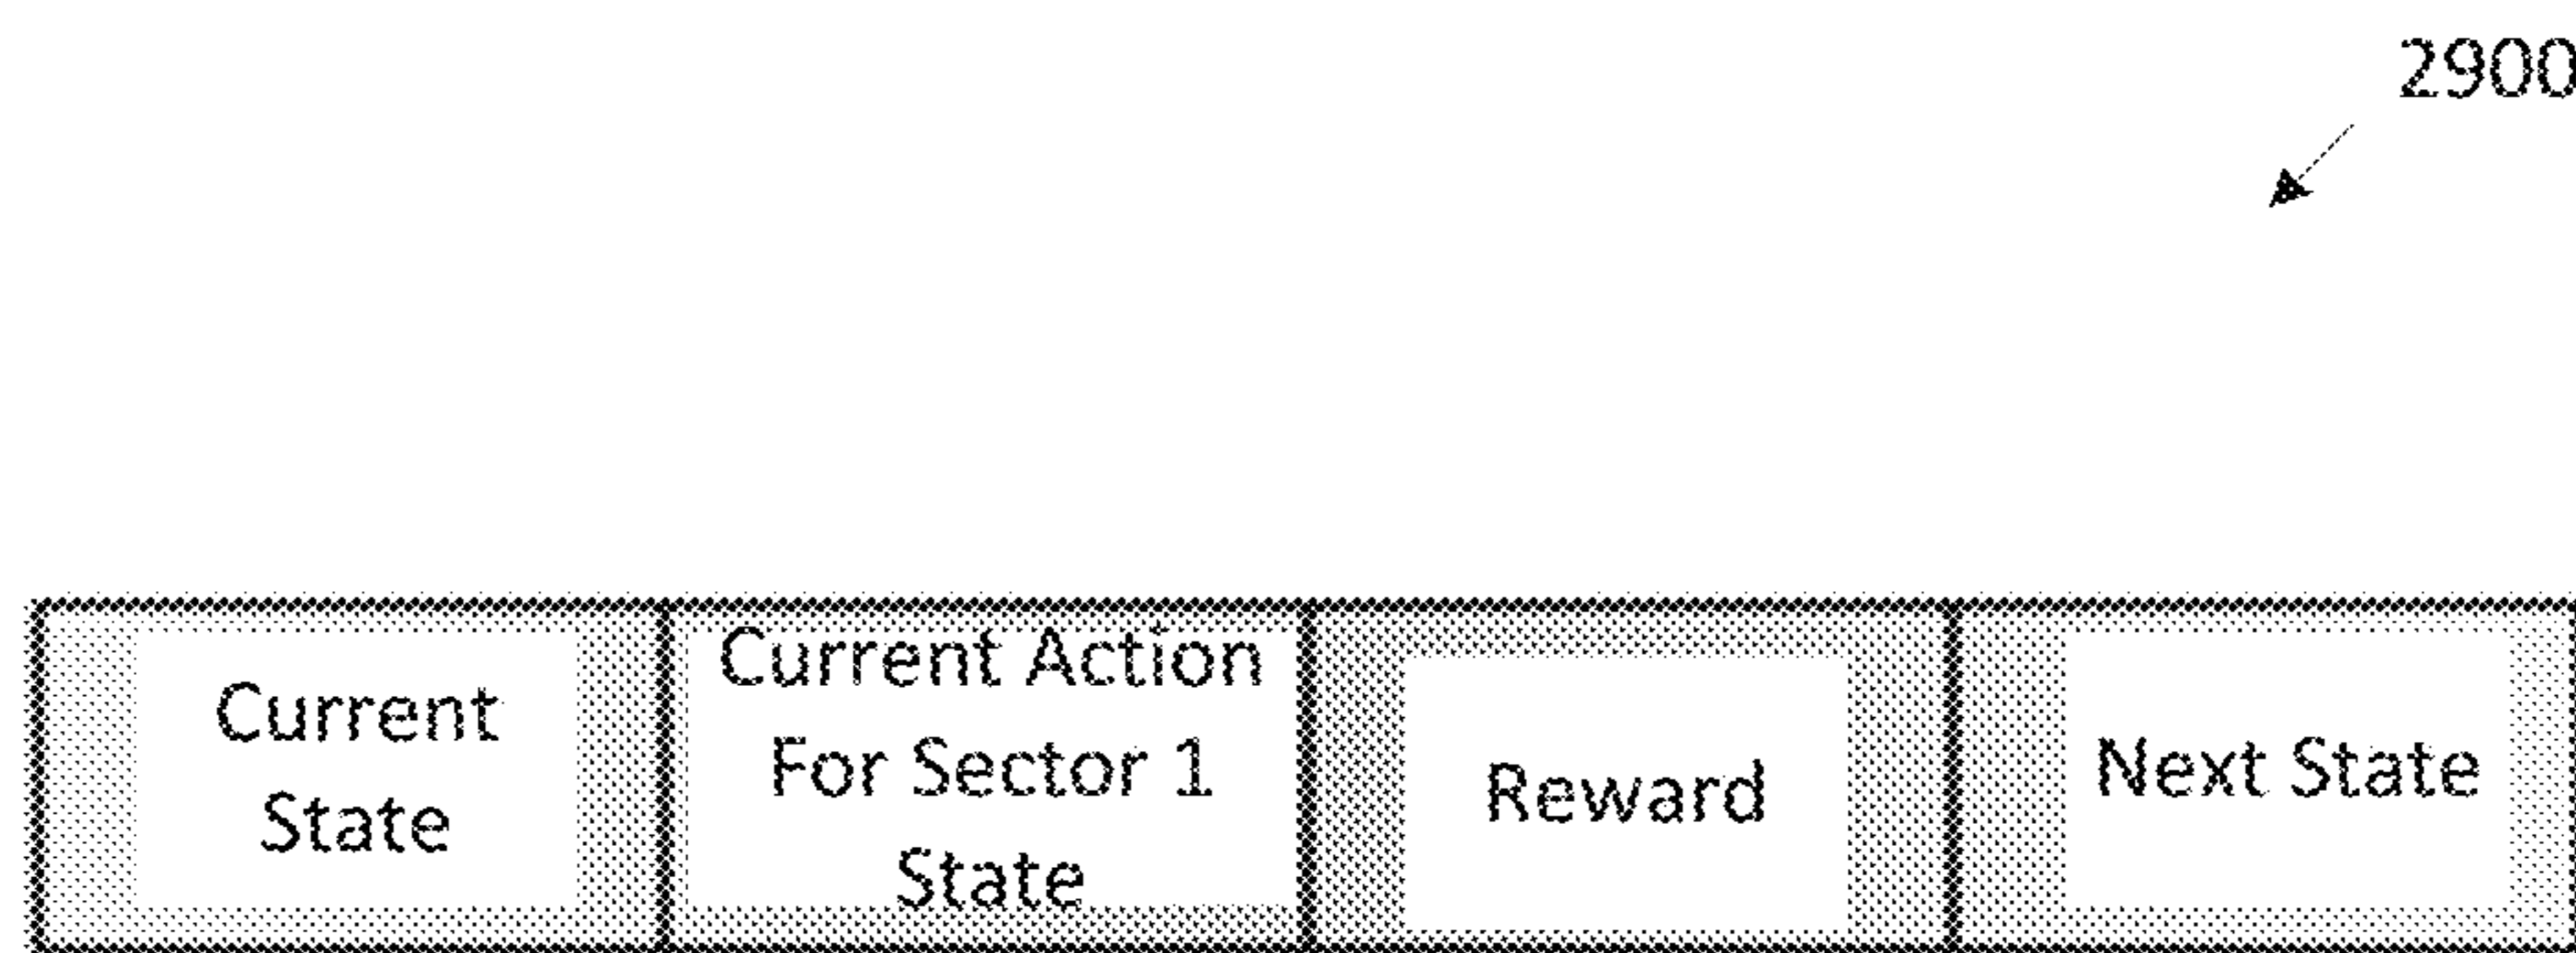 2900
Current
State
Current Action
For Sector 1
State
Reward
Next State